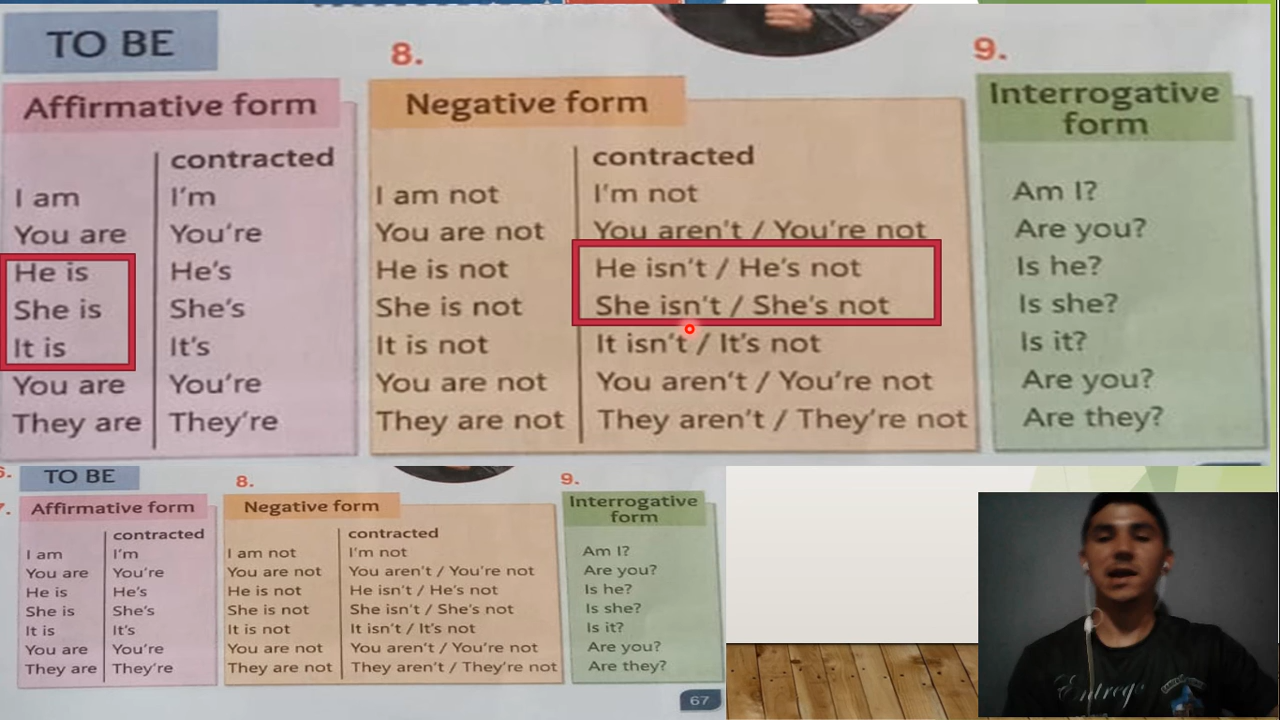 TO BE
8.
9.
Affirmative form
contracted
I am I'm
You are You're
He is He's
She is She's
It is It's
You are You're
They are They're
Negative form
contracted
I am not I'm not
You are not You aren't / You're not
He is not He isn't / He's not
She is not She isn't / She's not
It is not It isn't / It's not
You are not You aren't / You're not
They are not They aren't / They're not
Interrogative
form
Am I?
Are you?
Is he?
Is she?
Is it?
Are you?
Are they?
6.
TO BE
8.
9.
7.
Affirmative form
contracted
I am I'm
You are You're
He is He's
She is She's
It is It's
You are You're
They are They're
Negative form
contracted
I am not I'm not
You are not You aren't / You're not
He is not He isn't / He's not
She is not She isn't / She's not
It is not It isn't / It's not
You are not You aren't / You're not
They are not They aren't / They're not
Interrogative
form
Am I?
Are you?
Is he?
Is she?
Is it?
Are you?
Are they?
67
Entrego